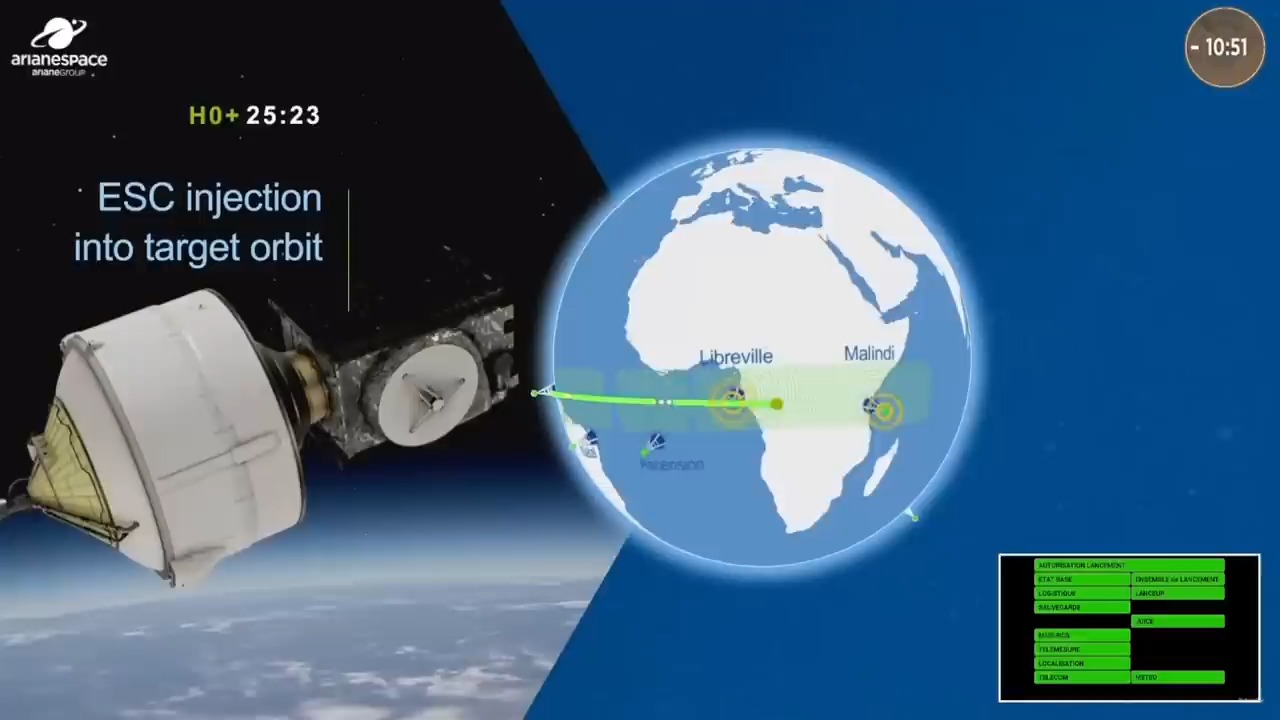 arianespace
arianeGROUP
- 10:51
H0+ 25:23
ESC injection
into target orbit
Libreville
Malindi
Ascension
AUTORISATION LANCEMENT
ETAT BASE
ENSEMBLE de LANCEMENT
LOGISTIQUE
LANCEUR
SAUVEGARDE
JUICE
TELEMESURE
LOCALISATION
TELECOM
METEO